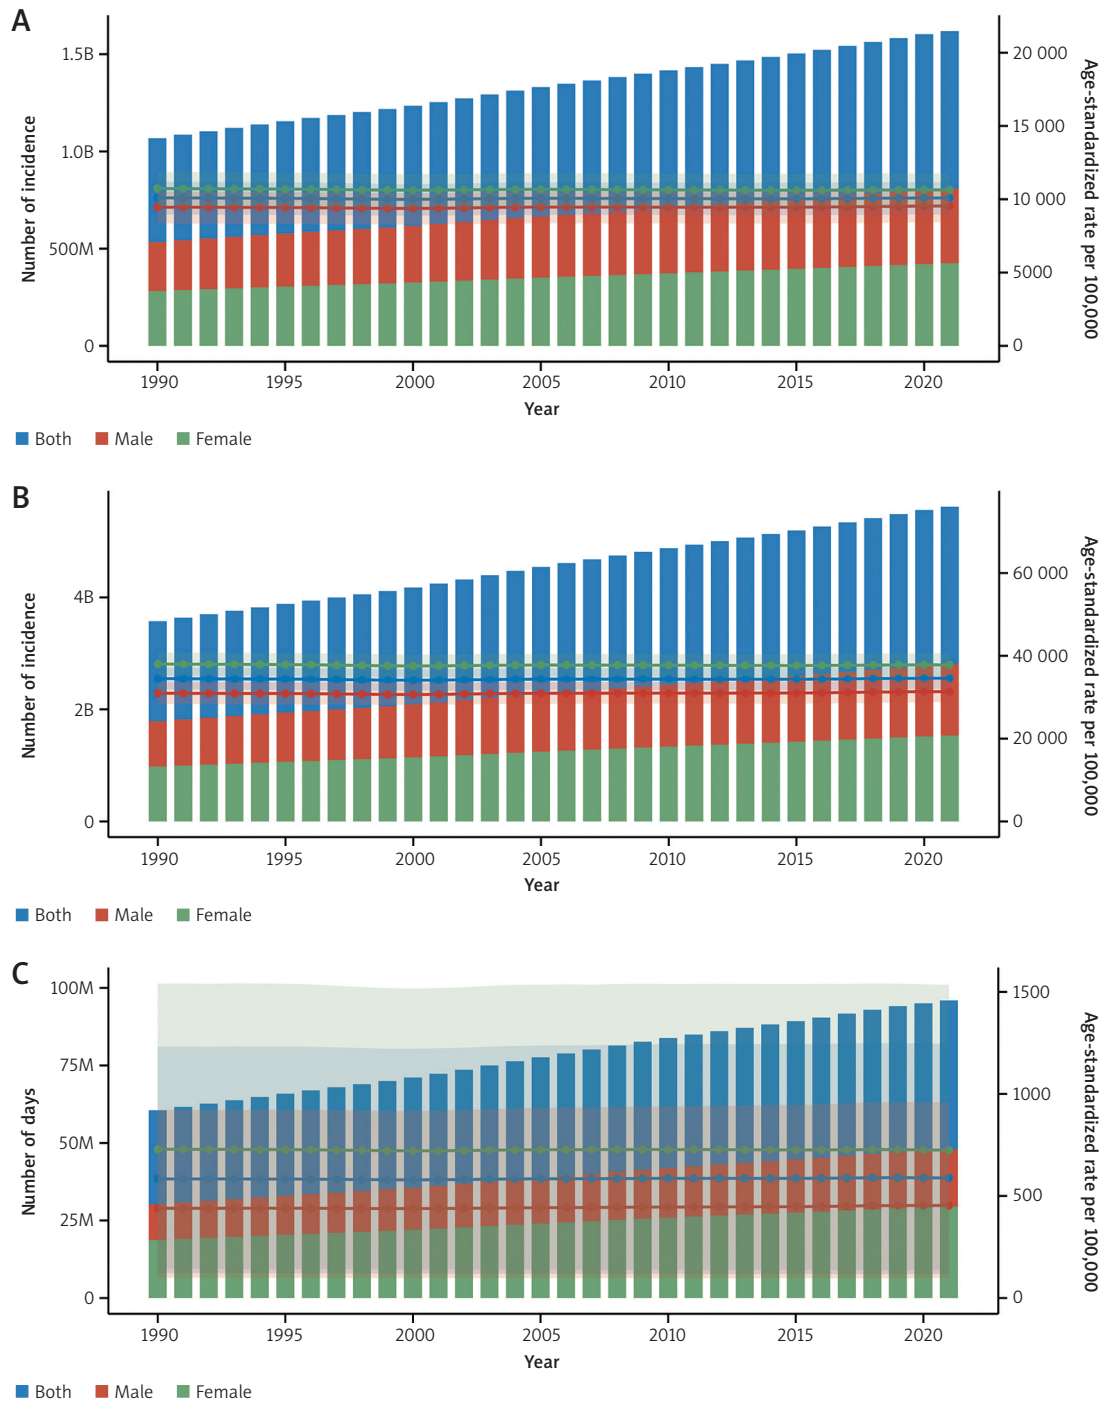 A
1.5B
1.0B
500M
0
Number of incidence
20 000
15 000
10 000
5000
0
Age-standardized rate per 100,000
1990 1995 2000 2005 2010 2015 2020
Year
Both Male Female
B
4B
2B
0
Number of incidence
60 000
40 000
20 000
0
Age-standardized rate per 100,000
1990 1995 2000 2005 2010 2015 2020
Year
Both Male Female
C
100M
75M
50M
25M
0
Number of days
1500
1000
500
0
Age-standardized rate per 100,000
1990 1995 2000 2005 2010 2015 2020
Year
Both Male Female